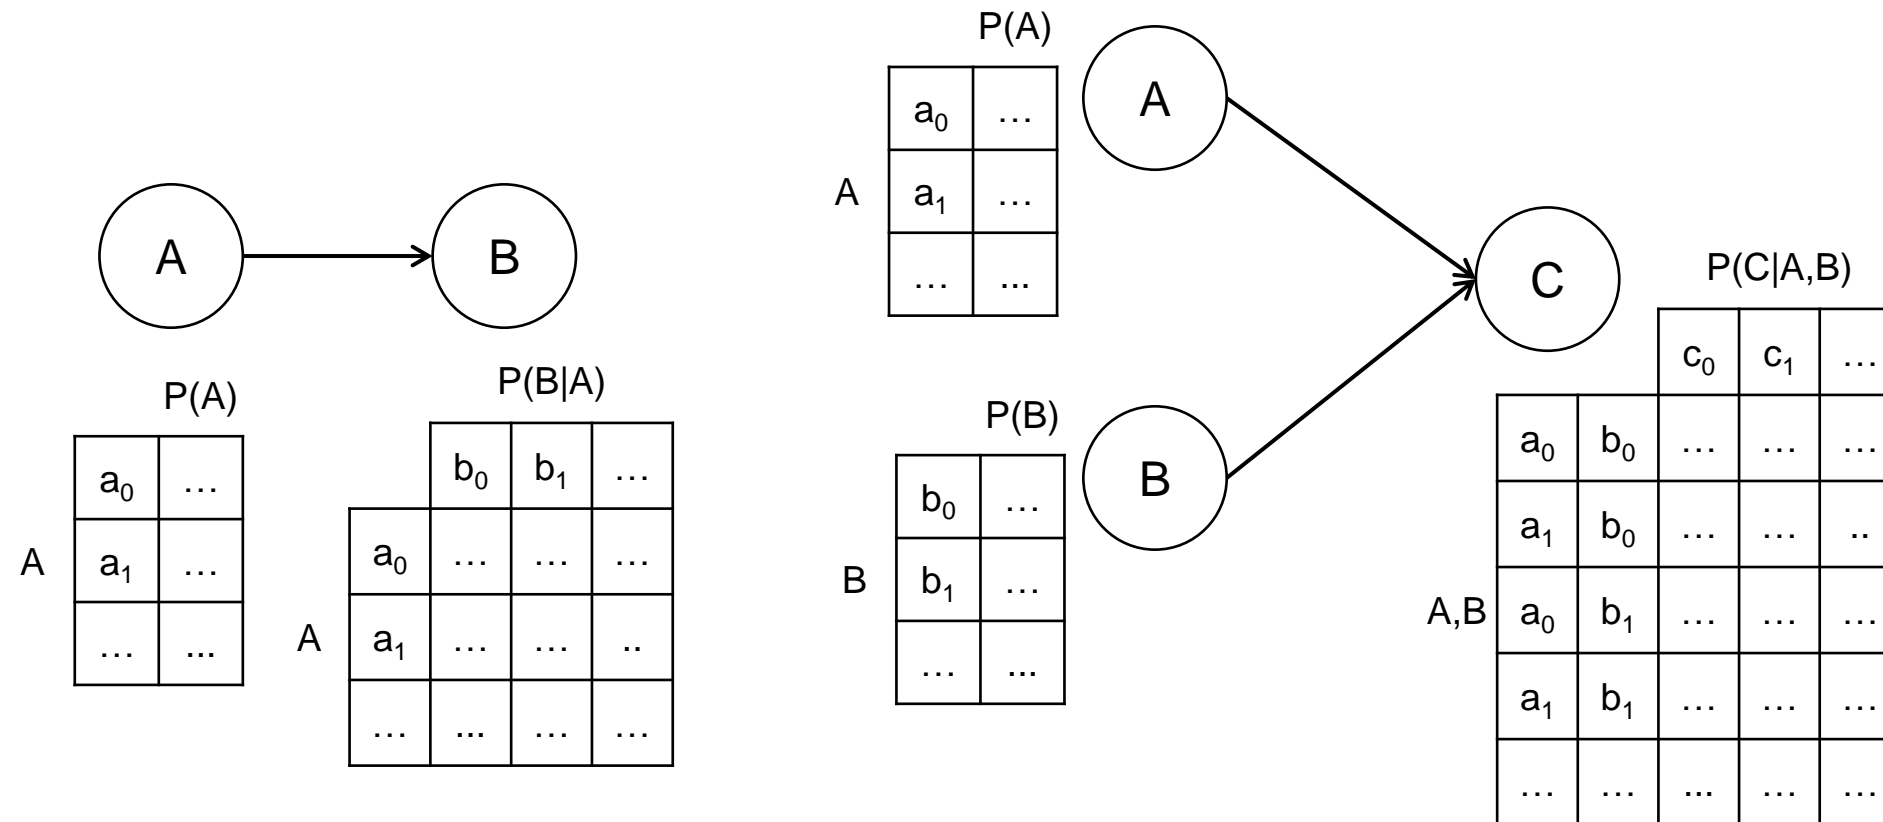 A
B
P(A)
a0 …
A a1 …
… ...
P(B|A)
b0 b1 …
a0 … … …
A a1 … … ..
… ... … …
P(A)
a0 …
A a1 …
… ...
A
P(B)
b0 …
B b1 …
… ...
B
C
P(C|A,B)
c0 c1 …
a0 b0 … … …
a1 b0 … … ..
A,B a0 b1 … … …
a1 b1 … … …
… … ... … …